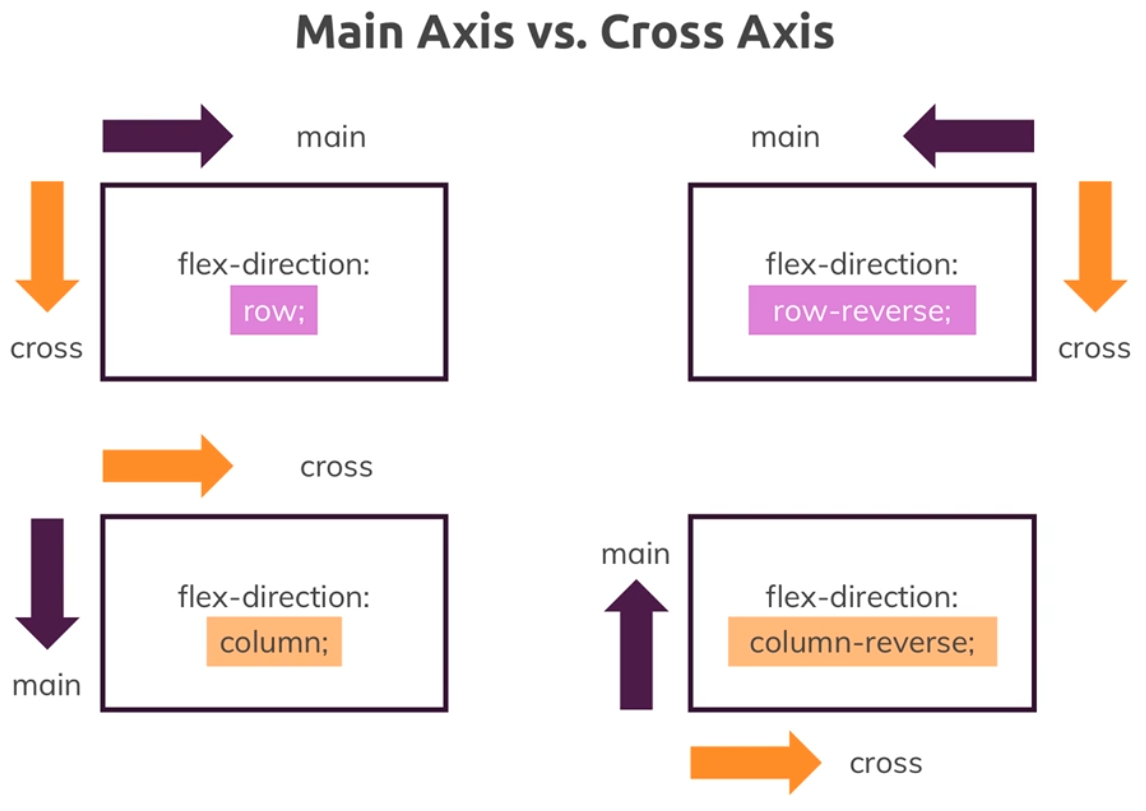 Main Axis vs. Cross Axis
main
flex-direction:
row;
cross
main
flex-direction:
row-reverse;
cross
cross
flex-direction:
column;
main
main
flex-direction:
column-reverse;
cross